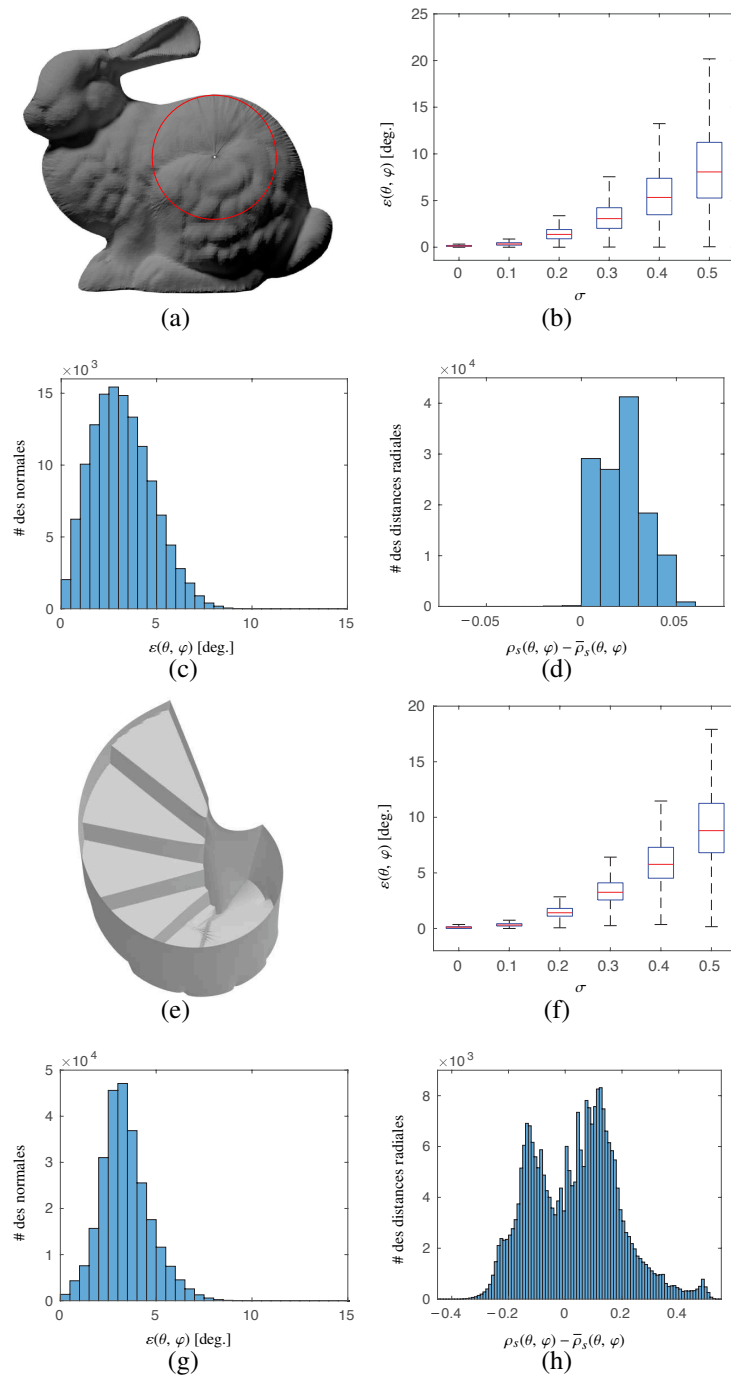 25
20
15
10
5
0
ε(θ, φ) [deg.]
0 0.1 0.2 0.3 0.4 0.5
σ
(a)
(b)
×10³
15
10
5
0
# des normales
0 5 10 15
ε(θ, φ) [deg.]
(c)
×10⁴
4
3
2
1
0
# des distances radiales
−0.05 0 0.05
ρₛ(θ, φ) − ρ̅ₛ(θ, φ)
(d)
20
15
10
5
0
ε(θ, φ) [deg.]
0 0.1 0.2 0.3 0.4 0.5
σ
(e)
(f)
×10⁴
5
4
3
2
1
0
# des normales
0 5 10 15
ε(θ, φ) [deg.]
(g)
×10³
8
6
4
2
0
# des distances radiales
−0.4 −0.2 0 0.2 0.4
ρₛ(θ, φ) − ρ̅ₛ(θ, φ)
(h)